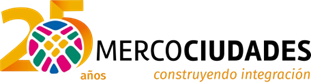 25
años
MERCOCIUDADES
construyendo integración